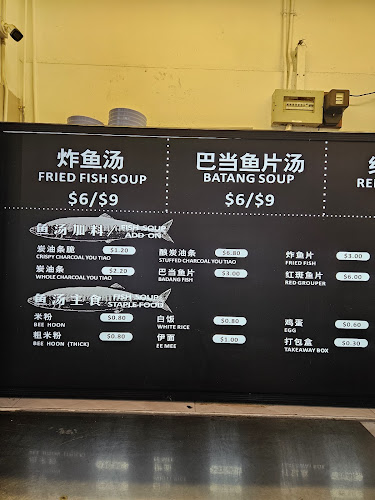 炸鱼汤
FRIED FISH SOUP
$6/$9
巴当鱼片汤
BATANG SOUP
$6/$9
鱼汤加料 / FISH SOUP
ADD-ON
炭油条脆 $1.20
CRISPY CHARCOAL YOU TIAO
炭油条 $2.20
WHOLE CHARCOAL YOU TIAO
酿炭油条 $6.80
STUFFED CHARCOAL YOU TIAO
巴当鱼片 $3.00
BATANG FISH
炸鱼片 $3.00
FRIED FISH
红斑鱼片 $6.00
RED GROUPER
鱼汤主食 / FISH SOUP
STAPLE FOOD
米粉 $0.80
BEE HOON
粗米粉 $0.80
BEE HOON (THICK)
白饭 $0.80
WHITE RICE
伊面 $1.00
EE MEE
鸡蛋 $0.60
EGG
打包盒 $0.30
TAKEAWAY BOX